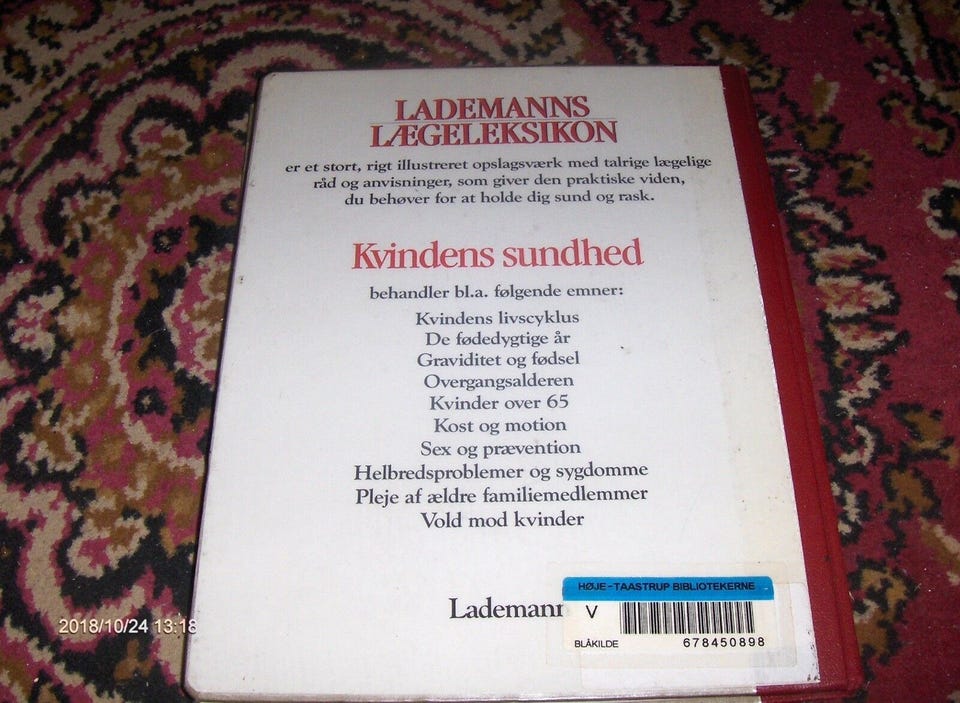 LADEMANNS
LÆGELEKSIKON
er et stort, rigt illustreret opslagsværk med talrige lægelige
råd og anvisninger, som giver den praktiske viden,
du behøver for at holde dig sund og rask.
Kvindens sundhed
behandler bl.a. følgende emner:
Kvindens livscyklus
De fødedygtige år
Graviditet og fødsel
Overgangsalderen
Kvinder over 65
Kost og motion
Sex og prævention
Helbredsproblemer og sygdomme
Pleje af ældre familiemedlemmer
Vold mod kvinder
Lademann
HØJE-TAASTRUP BIBLIOTEKERNE
V
BLÅKILDE 678450898
2018/10/24 13:18